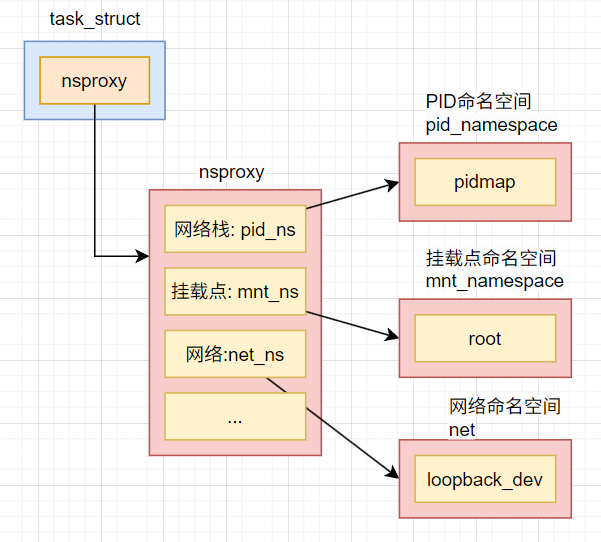 task_struct
nsproxy
nsproxy
网络栈: pid_ns
挂载点: mnt_ns
网络:net_ns
...
PID命名空间
pid_namespace
pidmap
挂载点命名空间
mnt_namespace
root
网络命名空间
net
loopback_dev